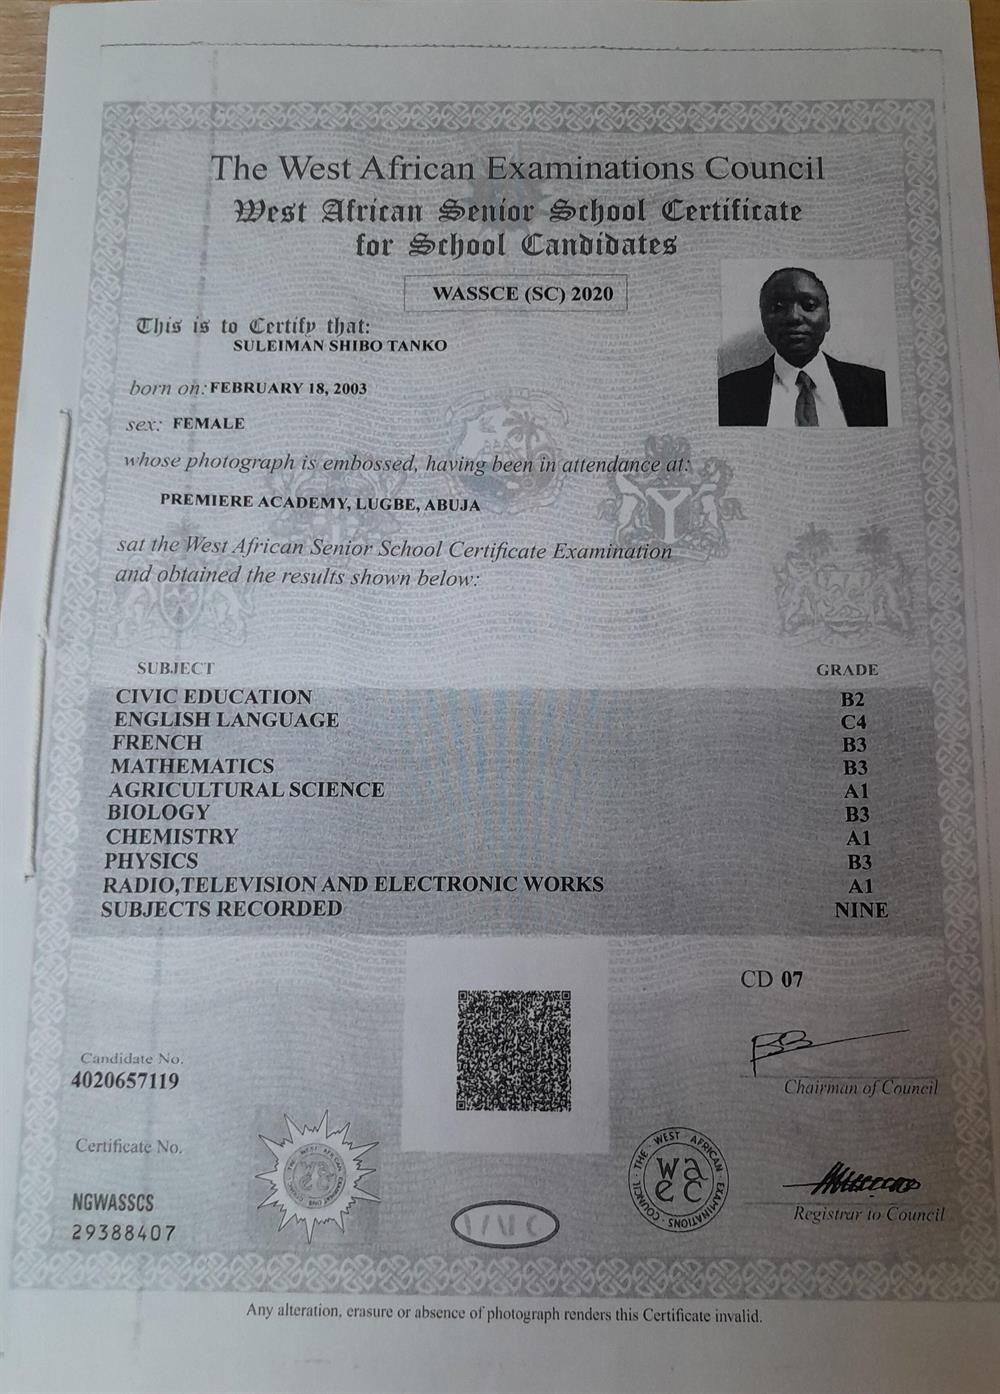 The West African Examinations Council
West African Senior School Certificate
for School Candidates
WASSCE (SC) 2020
This is to Certify that:
SULEIMAN SHIBO TANKO
born on: FEBRUARY 18, 2003
sex: FEMALE
whose photograph is embossed, having been in attendance at:
PREMIERE ACADEMY, LUGBE, ABUJA
sat the West African Senior School Certificate Examination
and obtained the results shown below:
SUBJECT GRADE
CIVIC EDUCATION B2
ENGLISH LANGUAGE C4
FRENCH B3
MATHEMATICS B3
AGRICULTURAL SCIENCE A1
BIOLOGY B3
CHEMISTRY A1
PHYSICS B3
RADIO,TELEVISION AND ELECTRONIC WORKS A1
SUBJECTS RECORDED NINE
CD 07
Candidate No.
4020657119
Chairman of Council
Certificate No.
NGWASSCS
29388407
THE WEST AFRICAN EXAMINATIONS COUNCIL
wa
ec
Registrar to Council
Any alteration, erasure or absence of photograph renders this Certificate invalid.